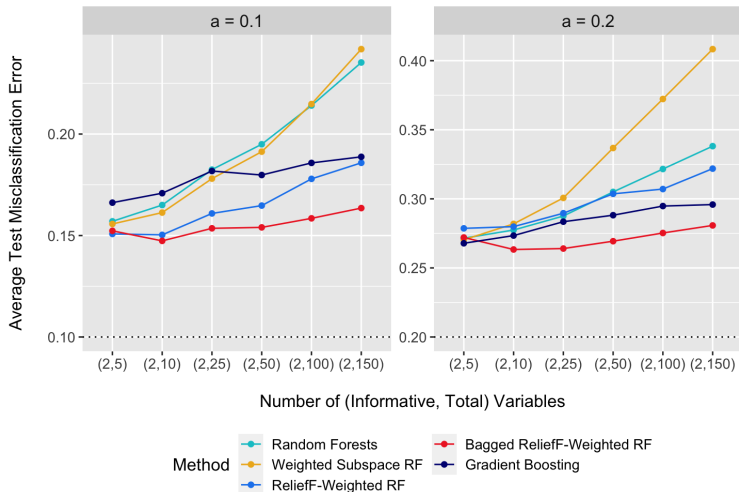 a = 0.1
a = 0.2
Average Test Misclassification Error
0.20
0.15
0.10
0.40
0.35
0.30
0.25
0.20
(2,5) (2,10) (2,25) (2,50) (2,100) (2,150)
(2,5) (2,10) (2,25) (2,50) (2,100) (2,150)
Number of (Informative, Total) Variables
Method
Random Forests
Weighted Subspace RF
ReliefF-Weighted RF
Bagged ReliefF-Weighted RF
Gradient Boosting